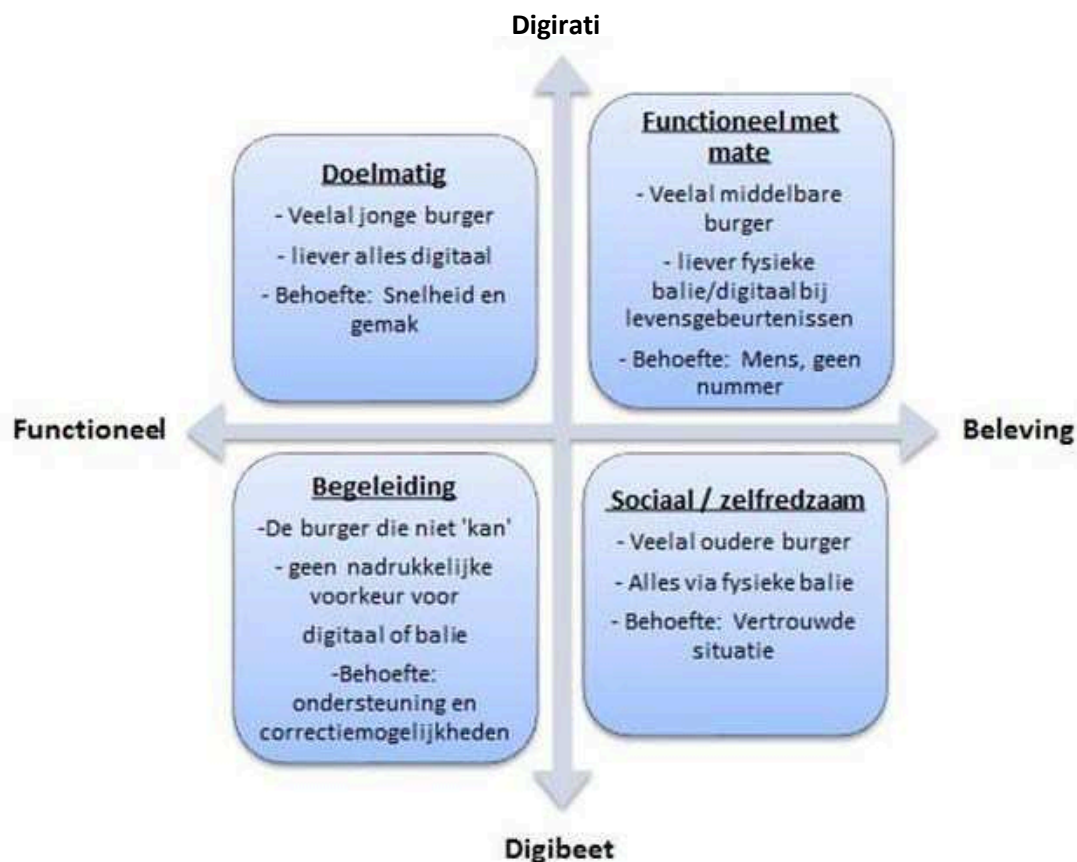 Digirati
Doelmatig
- Veelal jonge burger
- liever alles digitaal
- Behoefte: Snelheid en
gemak
Functioneel met
mate
- Veelal middelbare
burger
- liever fysieke
balie/digitaal bij
levensgebeurtenissen
- Behoefte: Mens, geen
nummer
Functioneel
Beleving
Begeleiding
-De burger die niet 'kan'
- geen nadrukkelijke
voorkeur voor
digitaal of balie
-Behoefte:
ondersteuning en
correctiemogelijkheden
Sociaal / zelfredzaam
- Veelal oudere burger
- Alles via fysieke balie
- Behoefte: Vertrouwde
situatie
Digibeet